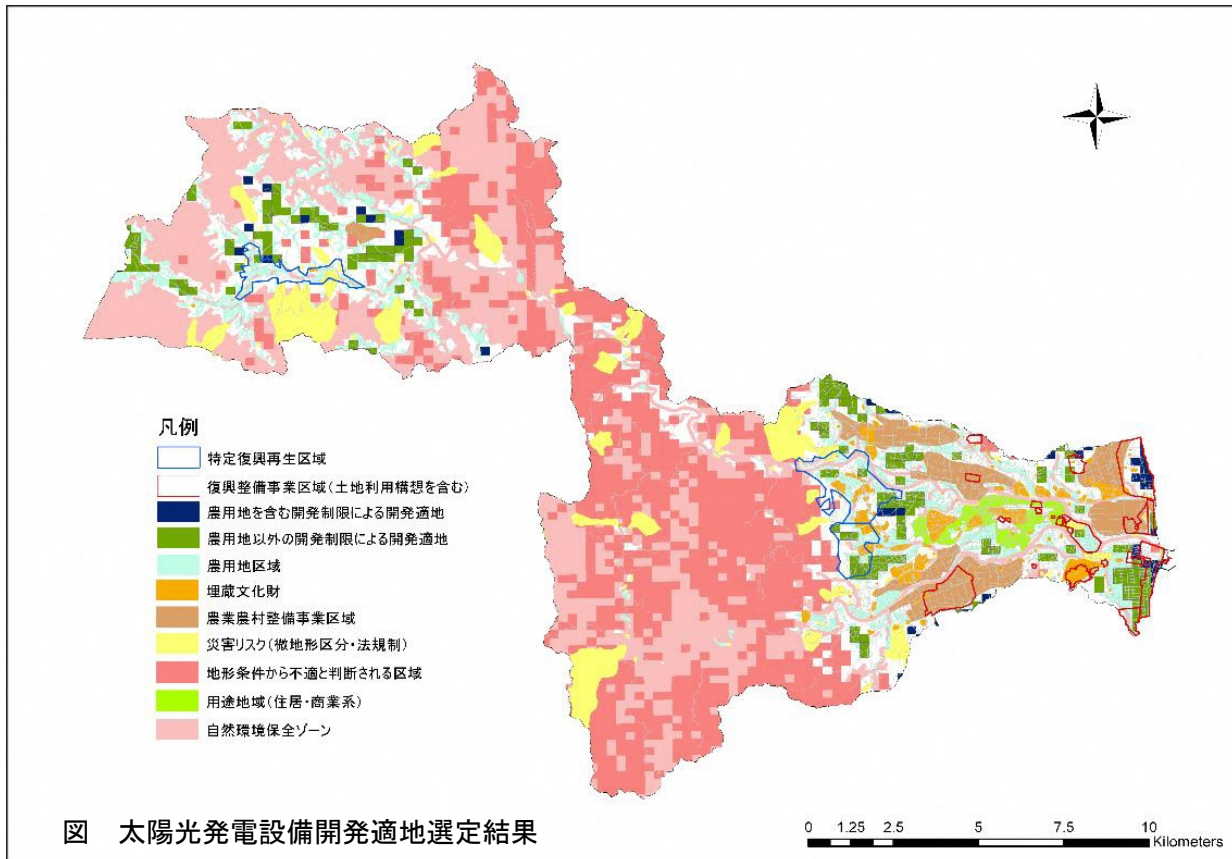 凡例
特定復興再生区域
復興整備事業区域(土地利用構想を含む)
農用地を含む開発制限による開発適地
農用地以外の開発制限による開発適地
農用地区域
埋蔵文化財
農業農村整備事業区域
災害リスク(微地形区分・法規制)
地形条件から不適と判断される区域
用途地域(住居・商業系)
自然環境保全ゾーン
図 太陽光発電設備開発適地選定結果
0 1.25 2.5 5 7.5 10
Kilometers